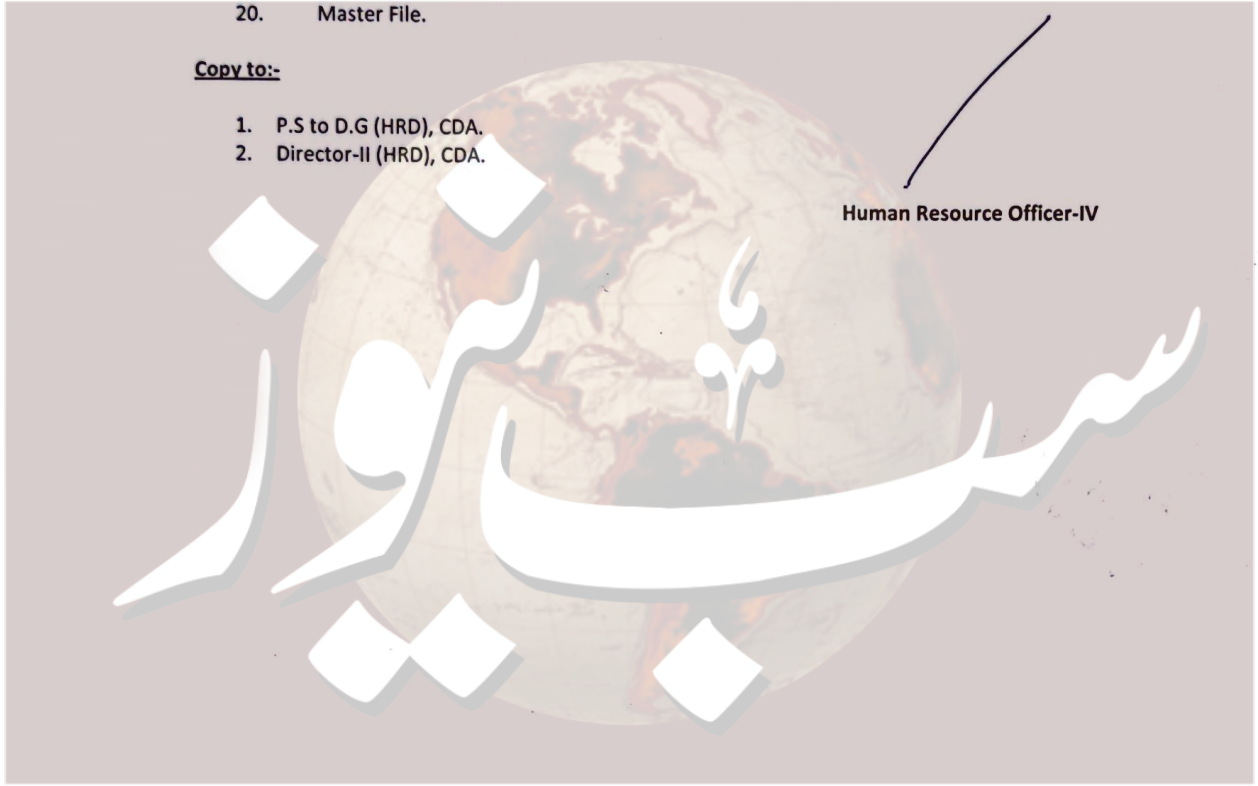 20. Master File.
Copy to:-
1. P.S to D.G (HRD), CDA.
2. Director-II (HRD), CDA.
Human Resource Officer-IV
سب نیوز